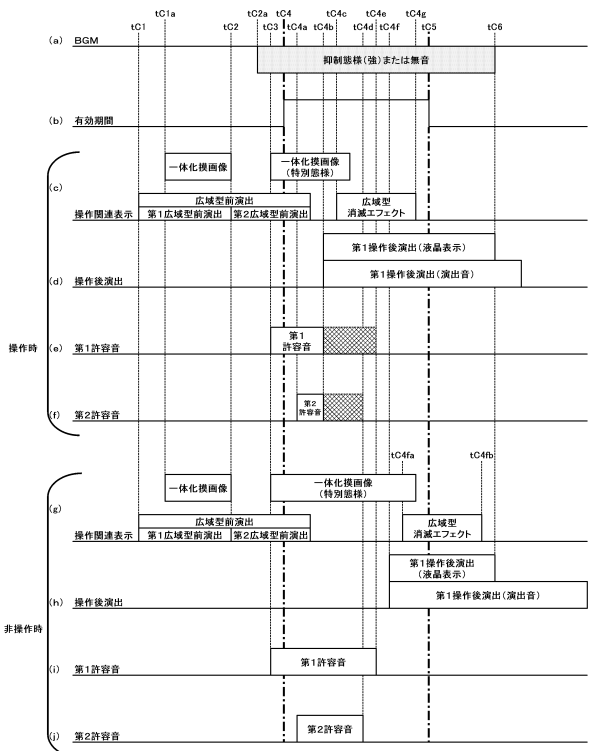 tC1
tC1a
tC2
tC2a
tC3
tC4
tC4a
tC4b
tC4c
tC4d
tC4e
tC4f
tC4g
tC5
tC6
(a) BGM
抑制態様(強)または無音
(b) 有効期間
操作時
(c) 操作関連表示
一体化摸画像
一体化摸画像
(特別態様)
広域型前演出
第1広域型前演出
第2広域型前演出
広域型
消滅エフェクト
(d) 操作後演出
第1操作後演出(液晶表示)
第1操作後演出(演出音)
(e) 第1許容音
第1
許容音
(f) 第2許容音
第2
許容音
非操作時
tC4fa
tC4fb
(g) 操作関連表示
一体化摸画像
一体化摸画像
(特別態様)
広域型前演出
第1広域型前演出
第2広域型前演出
広域型
消滅エフェクト
(h) 操作後演出
第1操作後演出
(液晶表示)
第1操作後演出(演出音)
(i) 第1許容音
第1許容音
(j) 第2許容音
第2許容音